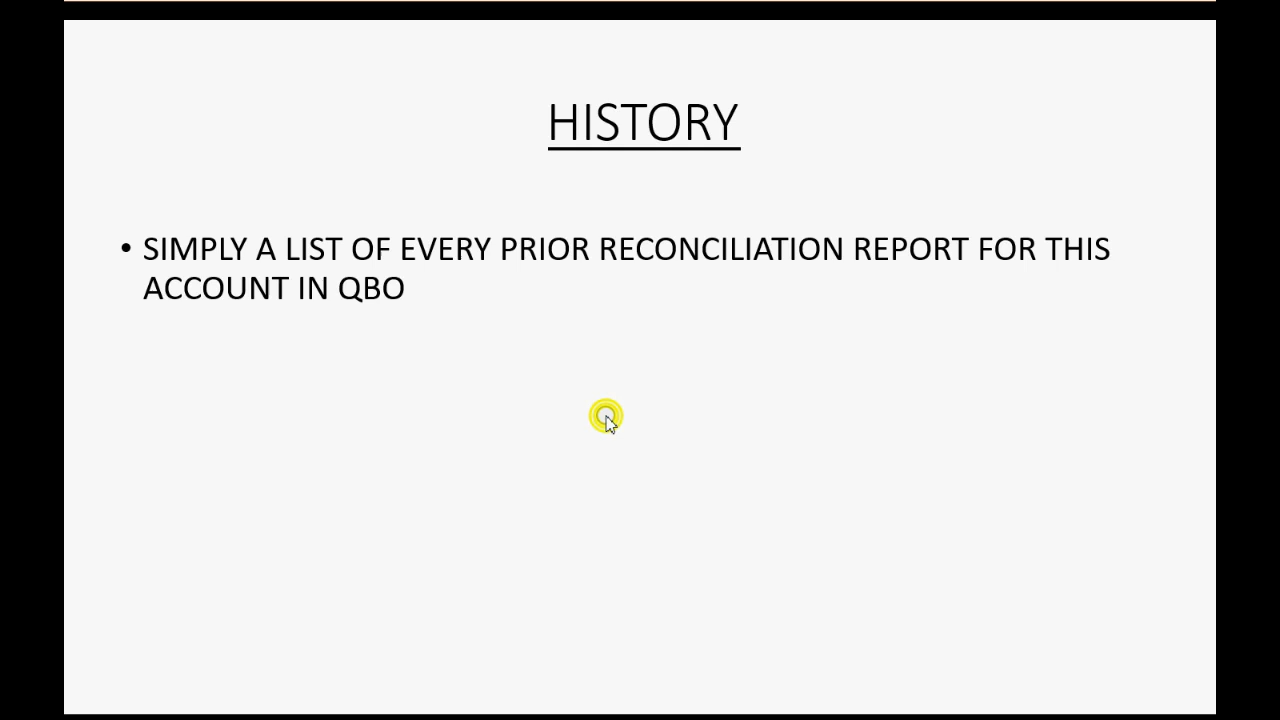 HISTORY
• SIMPLY A LIST OF EVERY PRIOR RECONCILIATION REPORT FOR THIS
ACCOUNT IN QBO